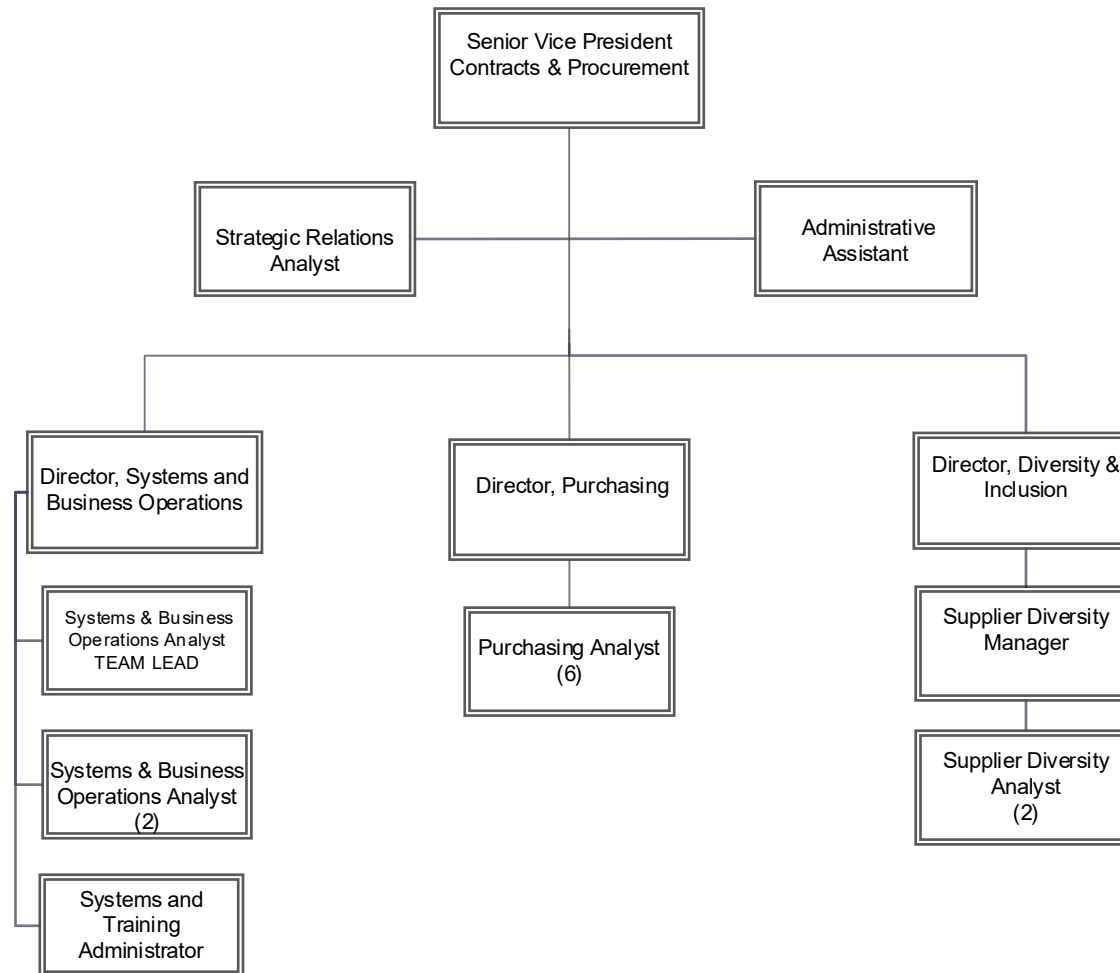 Senior Vice President
Contracts & Procurement
Strategic Relations
Analyst
Administrative
Assistant
Director, Systems and
Business Operations
Director, Purchasing
Director, Diversity &
Inclusion
Systems & Business
Operations Analyst
TEAM LEAD
Purchasing Analyst
(6)
Supplier Diversity
Manager
Systems & Business
Operations Analyst
(2)
Supplier Diversity
Analyst
(2)
Systems and
Training
Administrator